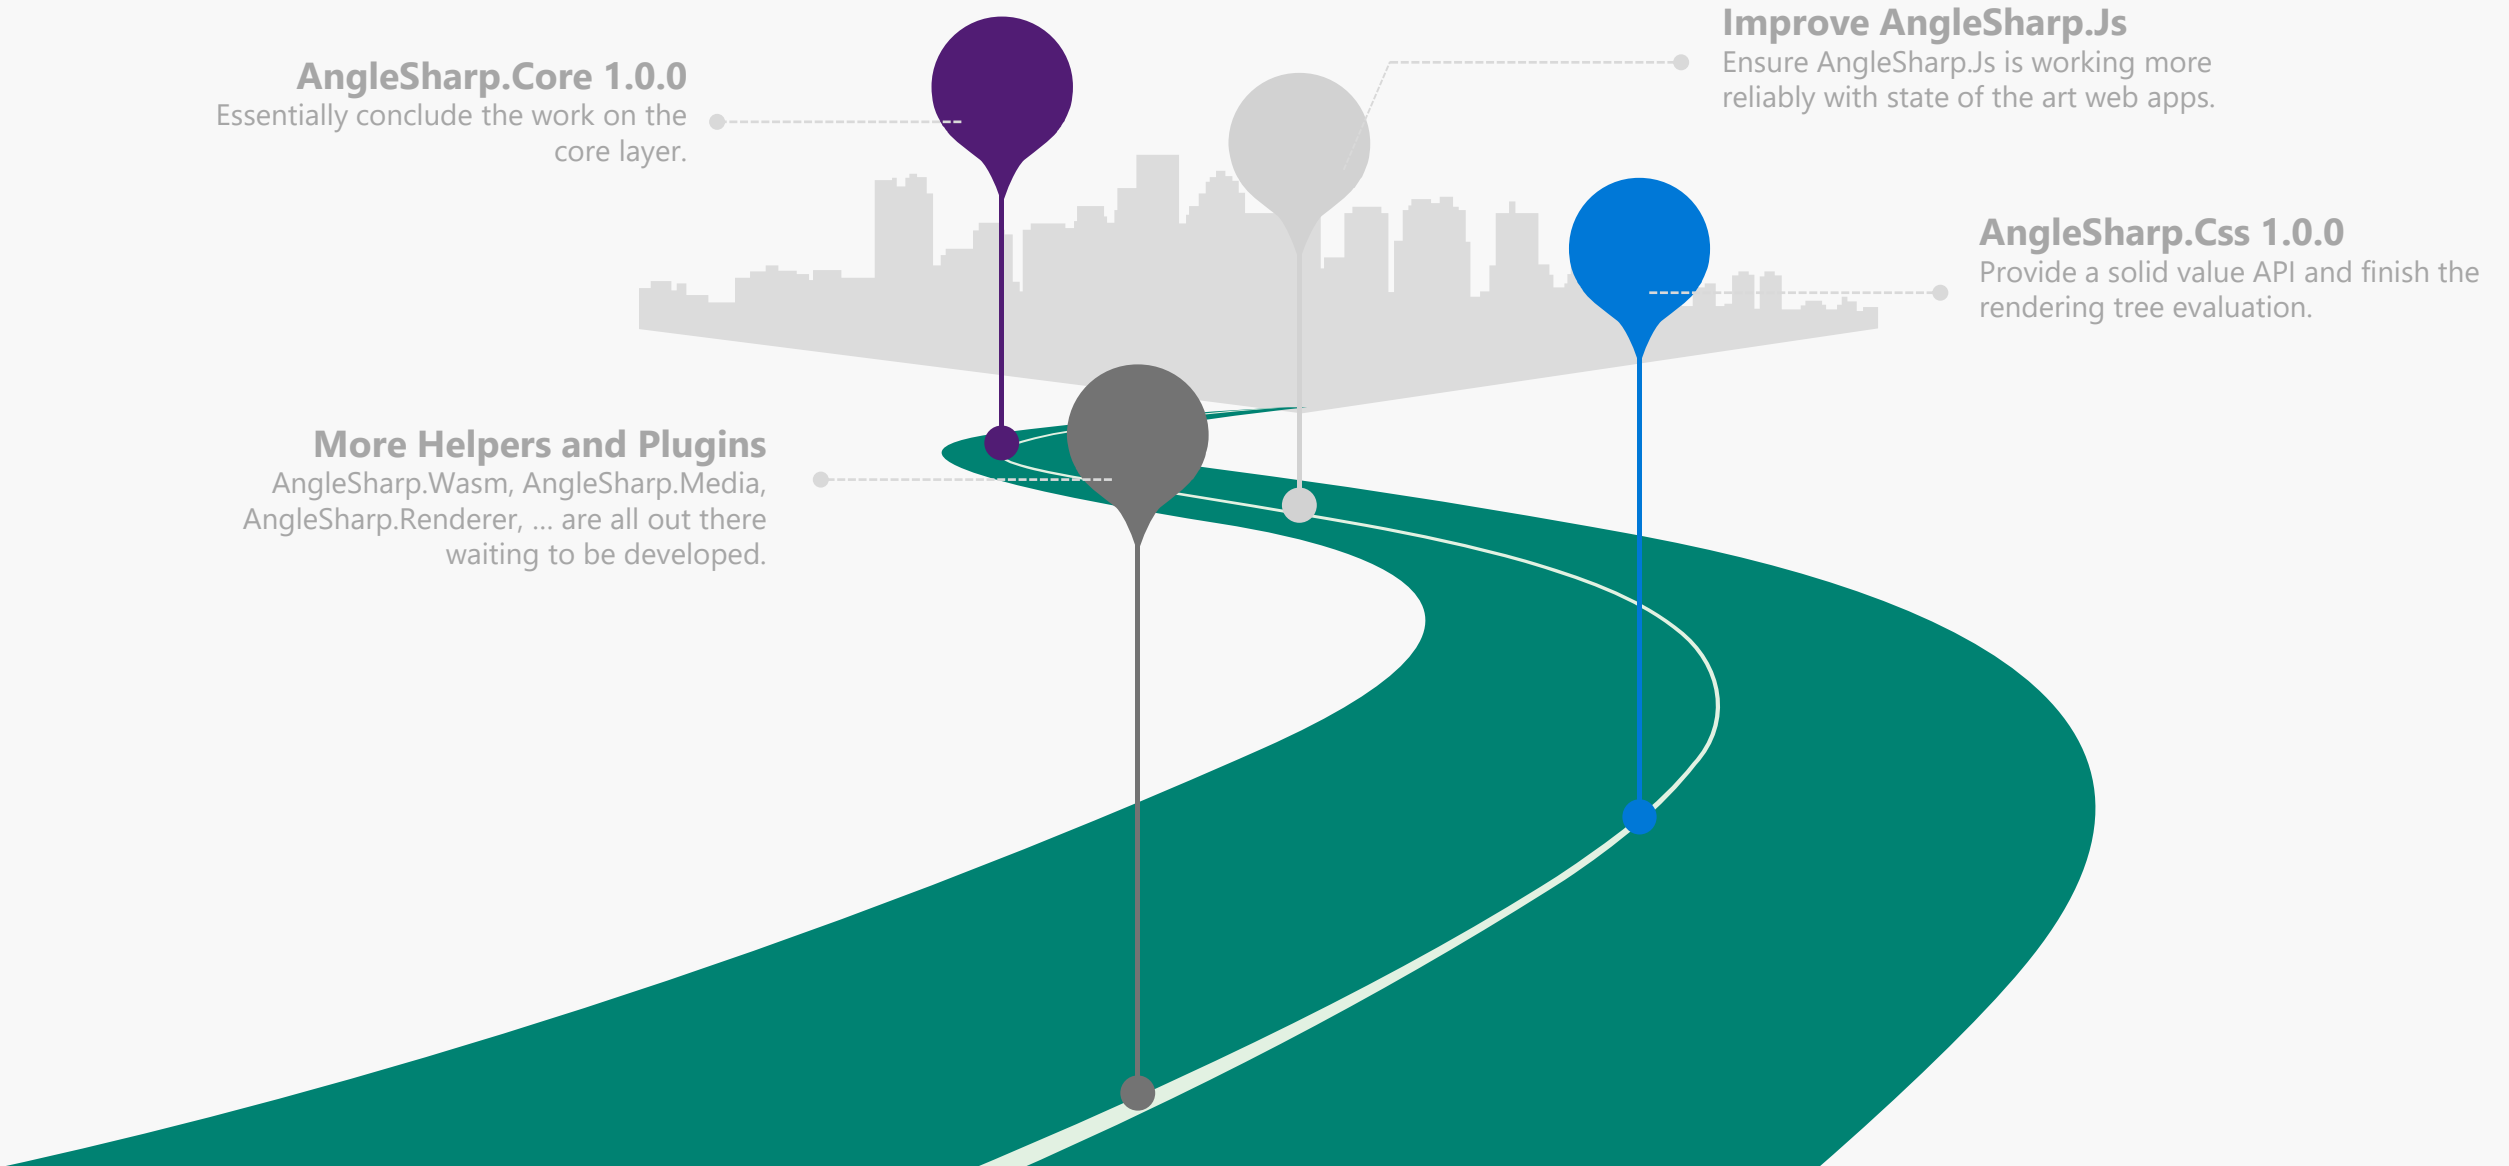 AngleSharp.Core 1.0.0
Essentially conclude the work on the
core layer.
Improve AngleSharp.Js
Ensure AngleSharp.Js is working more
reliably with state of the art web apps.
AngleSharp.Css 1.0.0
Provide a solid value API and finish the
rendering tree evaluation.
More Helpers and Plugins
AngleSharp.Wasm, AngleSharp.Media,
AngleSharp.Renderer, ... are all out there
waiting to be developed.